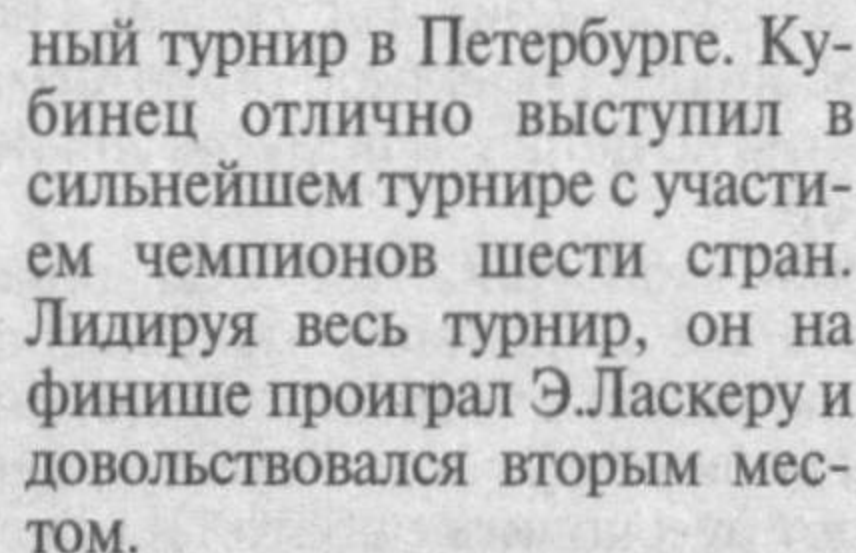 ный турнир в Петербурге. Ку-
бинец отлично выступил в
сильнейшем турнире с участи-
ем чемпионов шести стран.
Лидируя весь турнир, он на
финише проиграл Э.Ласкеру и
довольствовался вторым мес-
том.